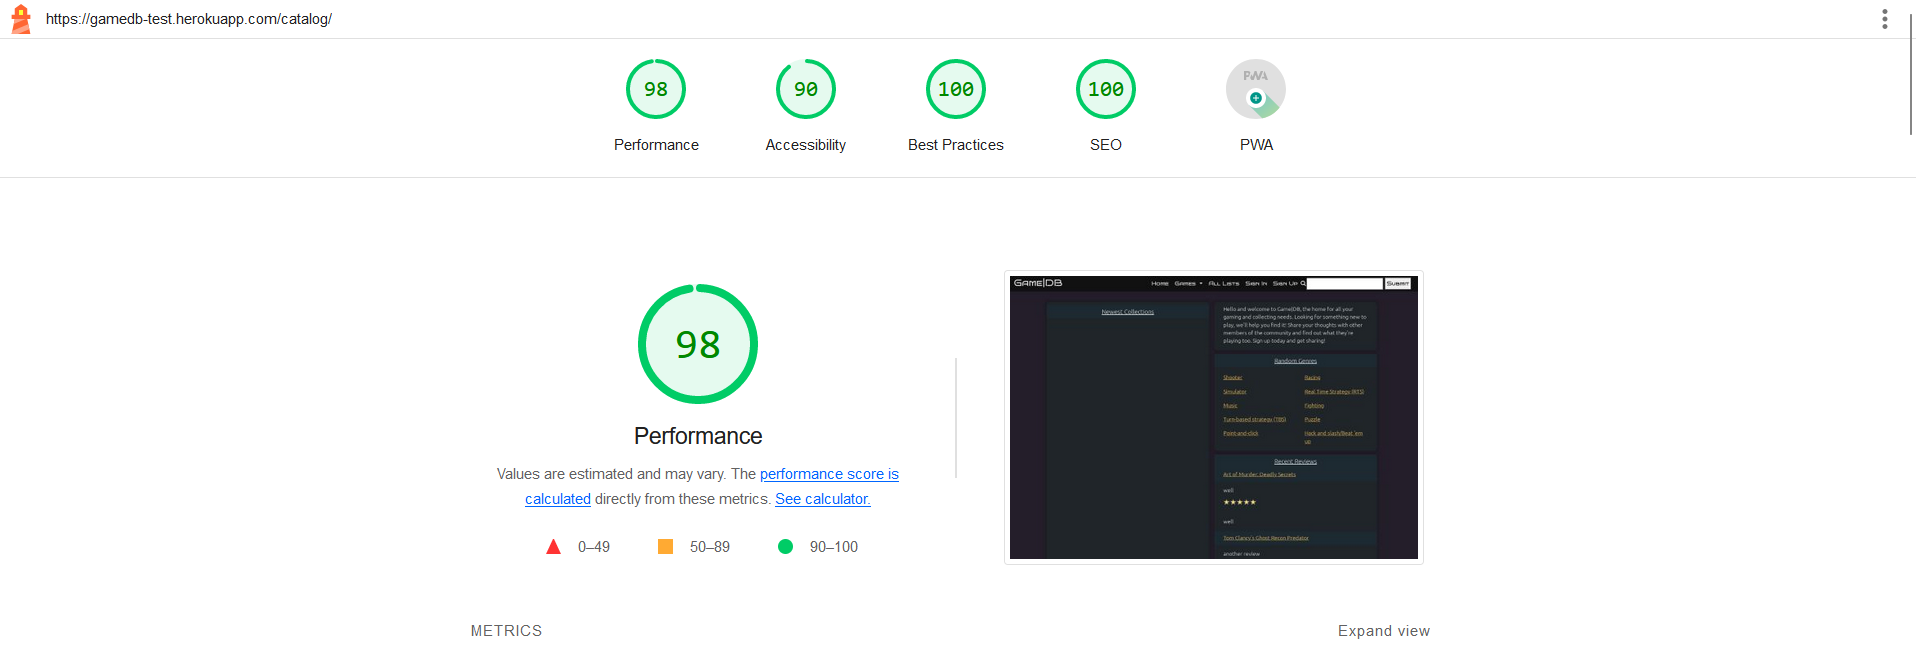 https://gamedb-test.herokuapp.com/catalog/
98
90
100
100
PWA
Performance
Accessibility
Best Practices
SEO
PWA
98
Performance
Values are estimated and may vary. The performance score is
calculated directly from these metrics. See calculator.
0–49
50–89
90–100
GAME|DB
Home Games All Lists Sign In Sign Up Submit
Newest Collections
Hello and welcome to Game|DB, the home for all your
gaming and collecting needs. Looking for something new to
play, we'll help you find it! Share your thoughts with other
members of the community and find out what they're
playing too. Sign up today and get sharing!
Random Genres
Shooter
Racing
Simulator
Real Time Strategy (RTS)
Music
Fighting
Turn-based strategy (TBS)
Puzzle
Point-and-click
Hack and slash/Beat 'em
up
Recent Reviews
Art of Murder: Deadly Secrets
well
★★★★★
well
Tom Clancy's Ghost Recon Predator
another review
METRICS
Expand view